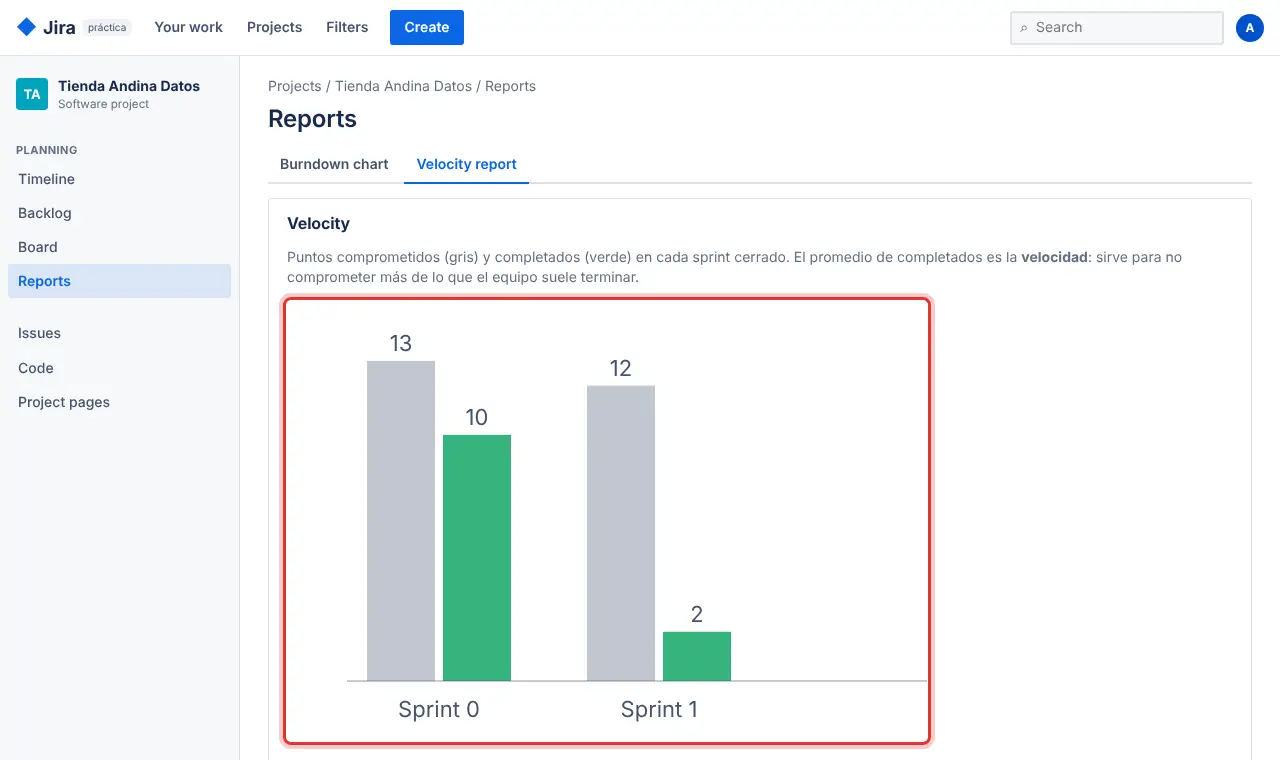 Jira práctica Your work Projects Filters Create Search A
TA Tienda Andina Datos
Software project
PLANNING
Timeline
Backlog
Board
Reports
Issues
Code
Project pages
Projects / Tienda Andina Datos / Reports
Reports
Burndown chart Velocity report
Velocity
Puntos comprometidos (gris) y completados (verde) en cada sprint cerrado. El promedio de completados es la velocidad: sirve para no
comprometer más de lo que el equipo suele terminar.
13
10
12
2
Sprint 0 Sprint 1